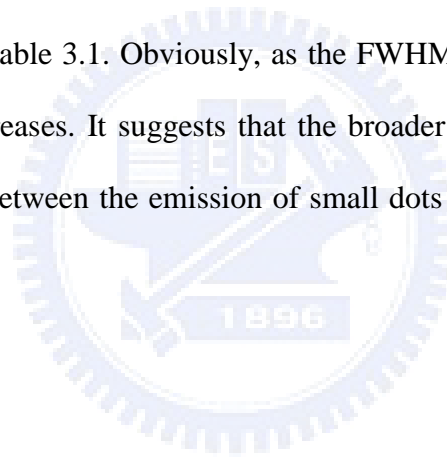 able 3.1. Obviously, as the FWHM
reases. It suggests that the broader
etween the emission of small dots
E S
1896